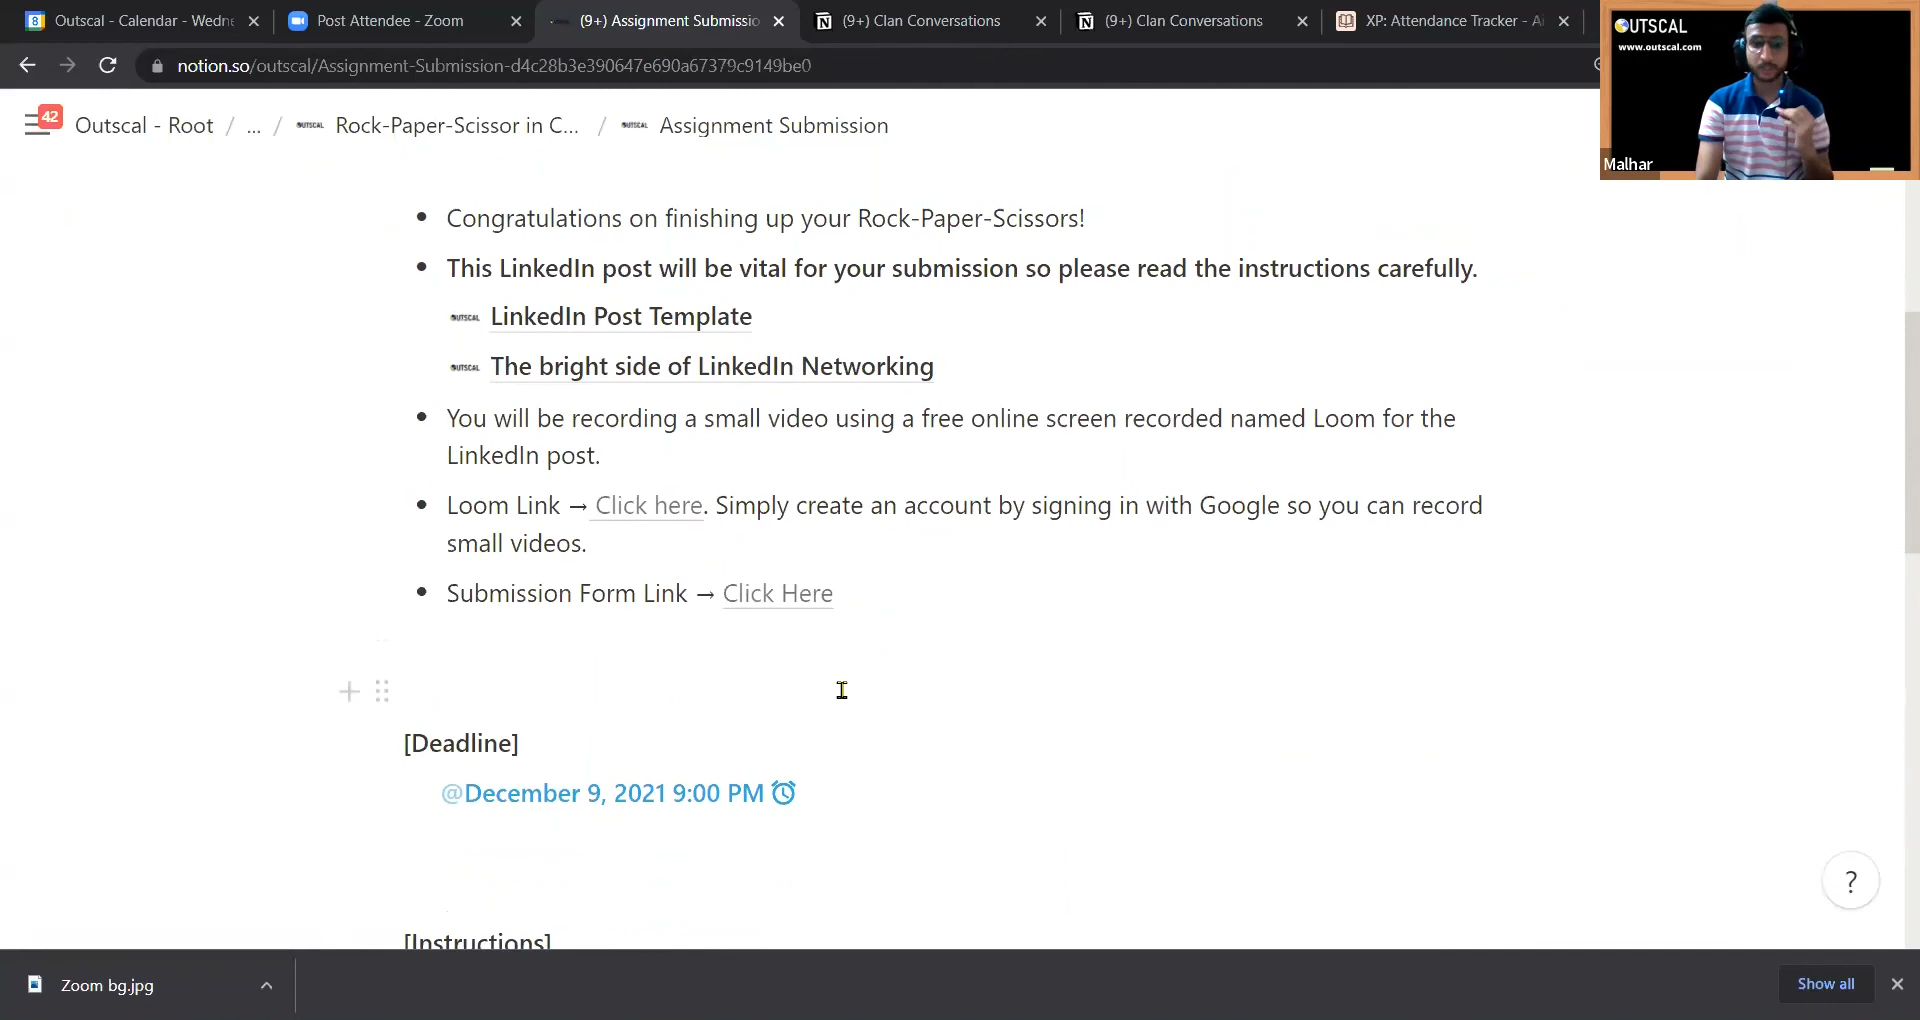 Outscal - Calendar - Wedn
Post Attendee - Zoom
(9+) Assignment Submissio
(9+) Clan Conversations
(9+) Clan Conversations
XP: Attendance Tracker - Ai
notion.so/outscal/Assignment-Submission-d4c28b3e390647e690a67379c9149be0
OUTSCAL
www.outscal.com
Malhar
42
Outscal - Root / ... / OUTSCAL Rock-Paper-Scissor in C... / OUTSCAL Assignment Submission
• Congratulations on finishing up your Rock-Paper-Scissors!
• This LinkedIn post will be vital for your submission so please read the instructions carefully.
OUTSCAL LinkedIn Post Template
OUTSCAL The bright side of LinkedIn Networking
• You will be recording a small video using a free online screen recorded named Loom for the
LinkedIn post.
• Loom Link → Click here. Simply create an account by signing in with Google so you can record
small videos.
• Submission Form Link → Click Here
[Deadline]
@December 9, 2021 9:00 PM
?
[Instructions]
Zoom bg.jpg
Show all